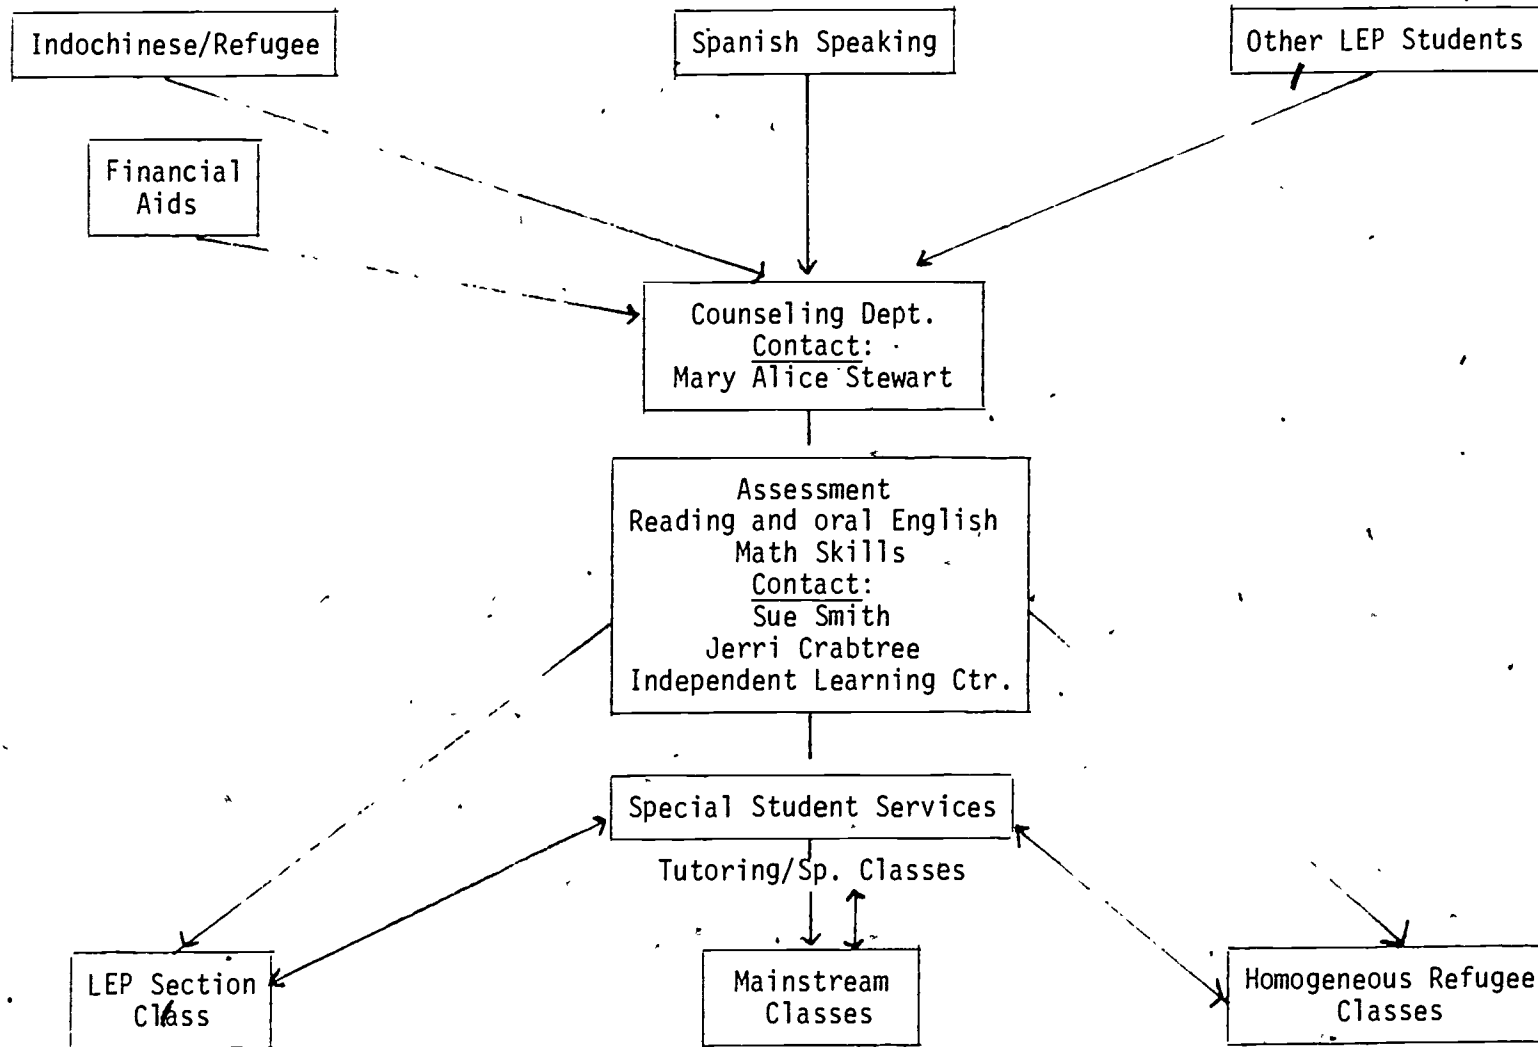 Indochinese/Refugee
Spanish Speaking
Other LEP Students
Financial
Aids
Counseling Dept.
Contact:
Mary Alice Stewart
Assessment
Reading and oral English
Math Skills
Contact:
Sue Smith
Jerri Crabtree
Independent Learning Ctr.
Special Student Services
Tutoring/Sp. Classes
LEP Section
Class
Mainstream
Classes
Homogeneous Refugee
Classes